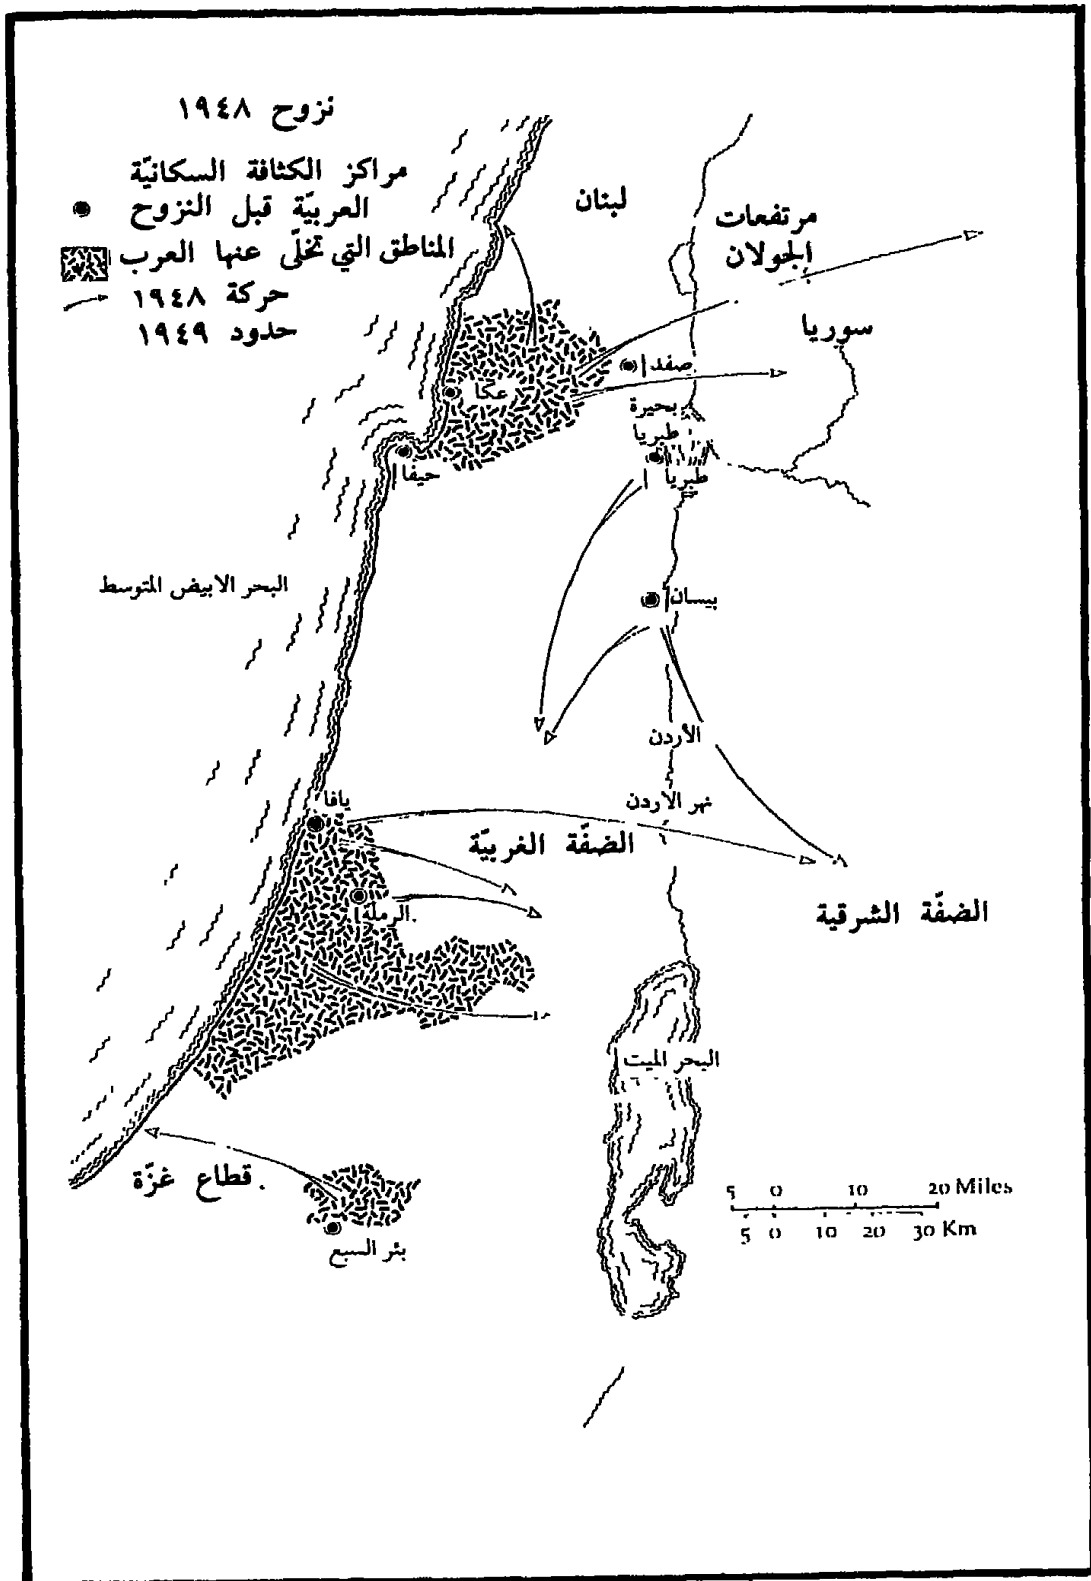 نزوح ١٩٤٨
مراكز الكثافة السكانيّة
العربيّة قبل النزوح
المناطق التي تخلّى عنها العرب
حركة ١٩٤٨
حدود ١٩٤٩
لبنان
مرتفعات
الجولان
سوريا
صفد
عكّا
بحيرة
طبريا
حيفا
طبريا
البحر الابيض المتوسط
بيسان
الأردن
يافا
نهر الاردن
الضفّة الغربيّة
الرملة
الضفّة الشرقية
البحر الميت
قطاع غزّة
بئر السبع
5 0 10 20 Miles
5 0 10 20 30 Km